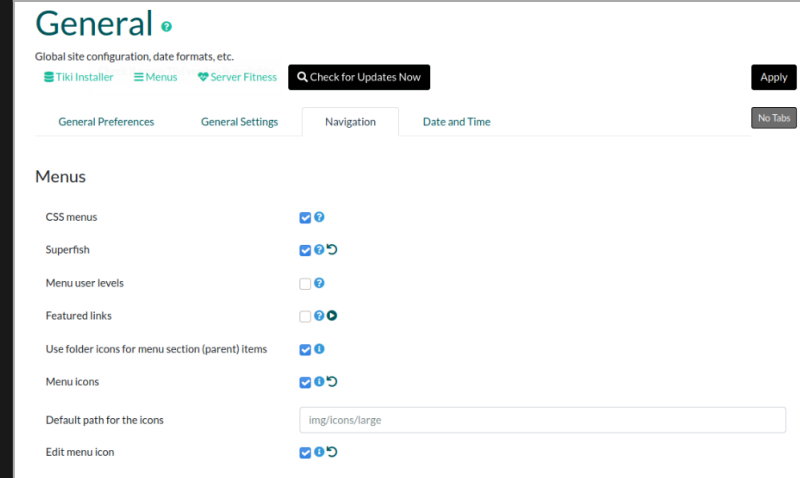 General
Global site configuration, date formats, etc.
Tiki Installer Menus Server Fitness Check for Updates Now Apply
General Preferences General Settings Navigation Date and Time No Tabs
Menus
CSS menus
Superfish
Menu user levels
Featured links
Use folder icons for menu section (parent) items
Menu icons
Default path for the icons img/icons/large
Edit menu icon